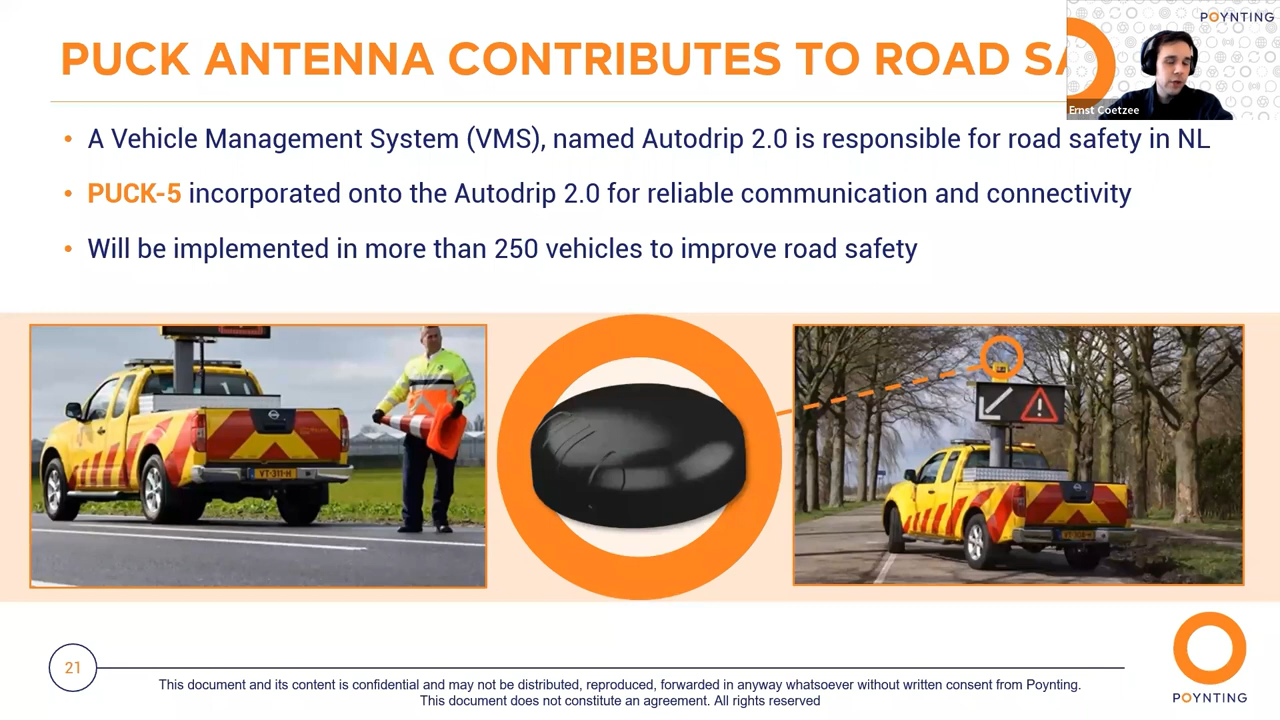 POYNTING
PUCK ANTENNA CONTRIBUTES TO ROAD SA
Ernst Coetzee
• A Vehicle Management System (VMS), named Autodrip 2.0 is responsible for road safety in NL
• PUCK-5 incorporated onto the Autodrip 2.0 for reliable communication and connectivity
• Will be implemented in more than 250 vehicles to improve road safety
VT-311-H
21
This document and its content is confidential and may not be distributed, reproduced, forwarded in anyway whatsoever without written consent from Poynting.
This document does not constitute an agreement. All rights reserved
POYNTING